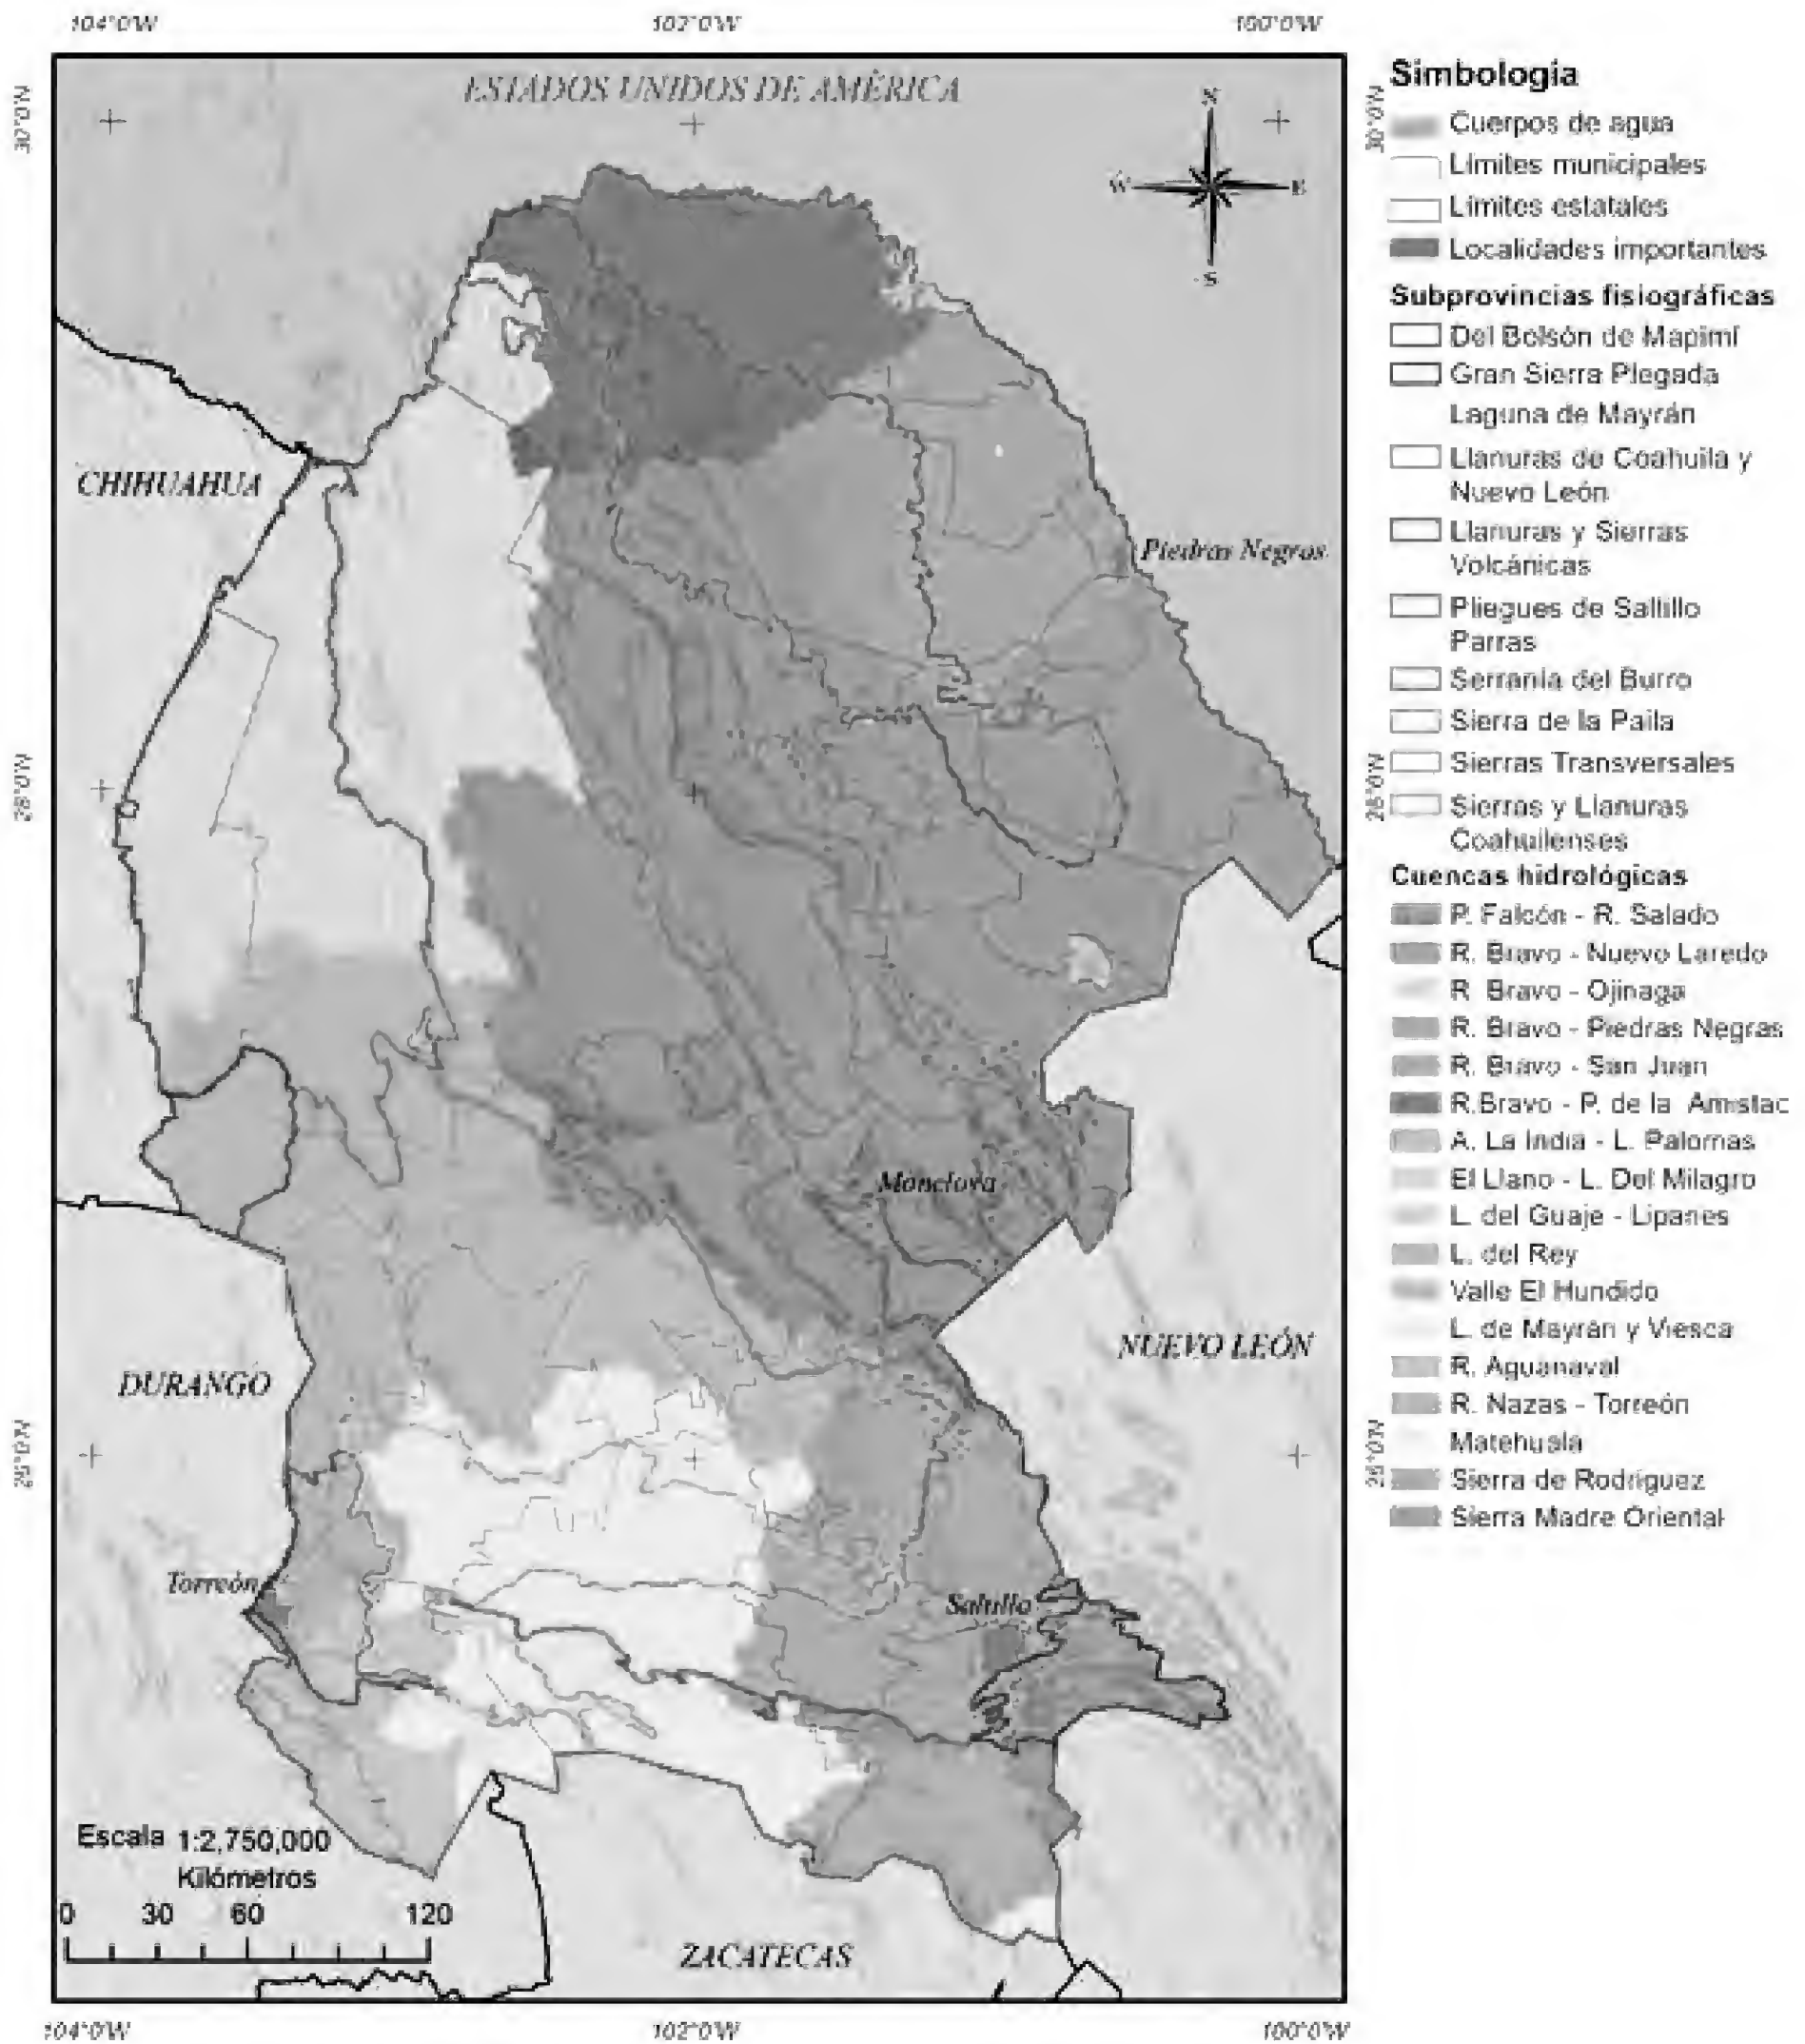 104°0'W 102°0'W 100°0'W
30°0'N
30°0'N
ESTADOS UNIDOS DE AMÉRICA
N
W E
S
CHIHUAHUA
Piedras Negras
28°0'N
28°0'N
Monclova
NUEVO LEÓN
DURANGO
Torreón
Saltillo
ZACATECAS
Escala 1:2,750,000
Kilómetros
0 30 60 120
104°0'W 102°0'W 100°0'W
Simbología
Cuerpos de agua
Límites municipales
Límites estatales
Localidades importantes
Subprovincias fisiográficas
Del Bolsón de Mapimí
Gran Sierra Plegada
Laguna de Mayrán
Llanuras de Coahuila y
Nuevo León
Llanuras y Sierras
Volcánicas
Pliegues de Saltillo
Parras
Serranía del Burro
Sierra de la Paila
Sierras Transversales
Sierras y Llanuras
Coahuilenses
Cuencas hidrológicas
P. Falcón - R. Salado
R. Bravo - Nuevo Laredo
R. Bravo - Ojinaga
R. Bravo - Piedras Negras
R. Bravo - San Juan
R.Bravo - P. de la Amistac
A. La India - L. Palomas
El Llano - L. Del Milagro
L. del Guaje - Lipanes
L. del Rey
Valle El Hundido
L. de Mayrán y Viesca
R. Aguanaval
R. Nazas - Torreón
Matehuala
Sierra de Rodríguez
Sierra Madre Oriental